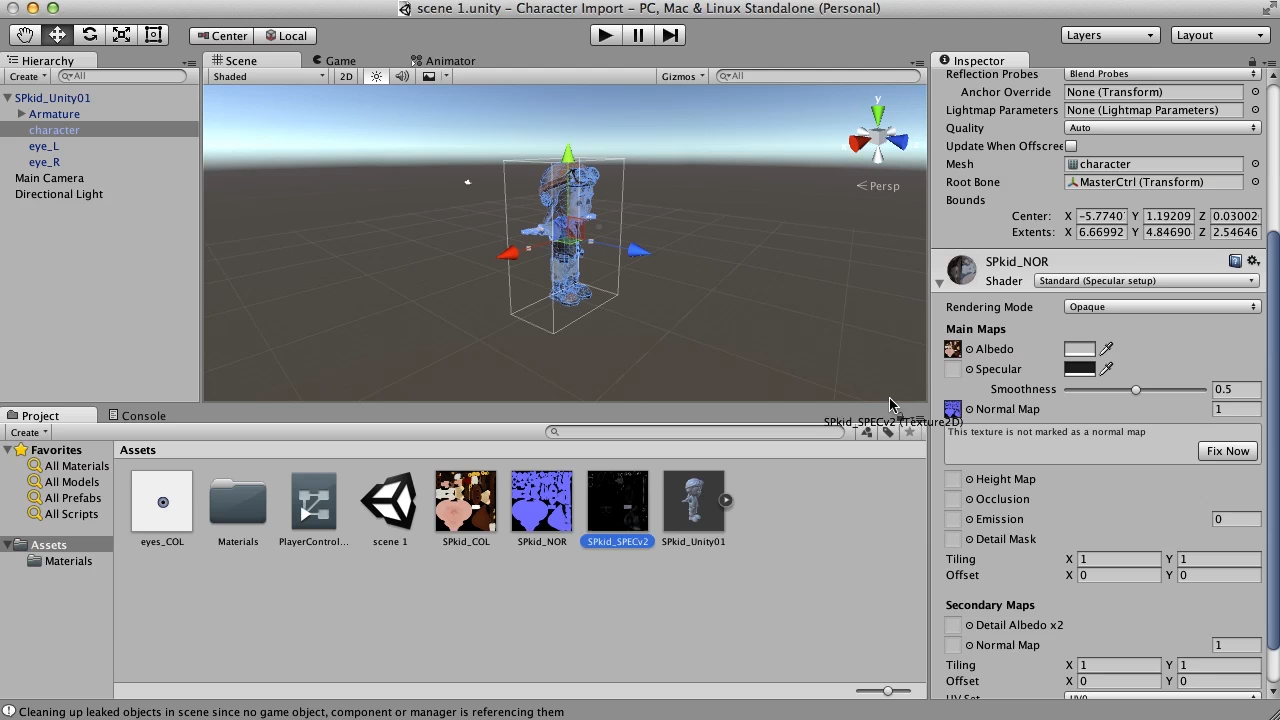 scene 1.unity – Character Import – PC, Mac & Linux Standalone (Personal)
Center Local Layers Layout
Hierarchy
Create All
SPkid_Unity01
Armature
character
eye_L
eye_R
Main Camera
Directional Light
Scene Game Animator
Shaded 2D Gizmos All
y
Persp
Inspector
Reflection Probes Blend Probes
Anchor Override None (Transform)
Lightmap Parameters None (Lightmap Parameters)
Quality Auto
Update When Offscree
Mesh character
Root Bone MasterCtrl (Transform)
Bounds
Center: X -5.7740 Y 1.19209 Z 0.03002
Extents: X 6.66992 Y 4.84690 Z 2.54646
SPkid_NOR
Shader Standard (Specular setup)
Rendering Mode Opaque
Main Maps
Albedo
Specular
Smoothness 0.5
Normal Map 1
This texture is not marked as a normal map
Fix Now
Height Map
Occlusion
Emission 0
Detail Mask
Tiling X 1 Y 1
Offset X 0 Y 0
Secondary Maps
Detail Albedo x2
Normal Map 1
Tiling X 1 Y 1
Offset X 0 Y 0
UV Set UV0
Project Console
SPkid_SPECv2 (Texture2D)
Create
Favorites
All Materials
All Models
All Prefabs
All Scripts
Assets
Materials
Assets
eyes_COL Materials PlayerControl... scene 1 SPkid_COL SPkid_NOR SPkid_SPECv2 SPkid_Unity01
Cleaning up leaked objects in scene since no game object, component or manager is referencing them